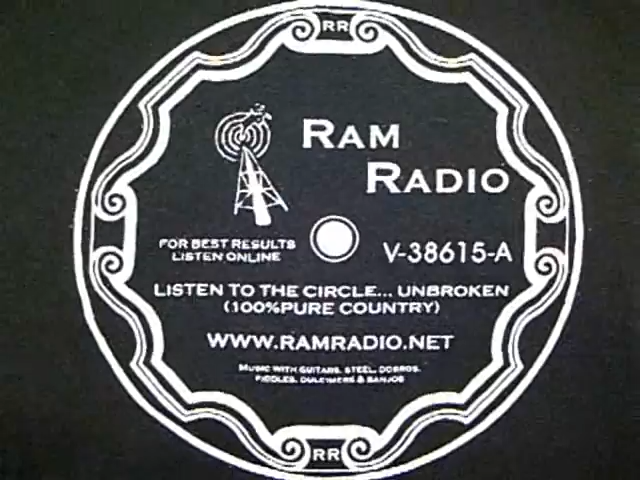 RR
RAM
RADIO
FOR BEST RESULTS
LISTEN ONLINE
V-38615-A
LISTEN TO THE CIRCLE... UNBROKEN
(100%PURE COUNTRY)
WWW.RAMRADIO.NET
MUSIC WITH GUITARS, STEEL, DOBROS,
FIDDLES, DULCIMERS & BANJOS
RR